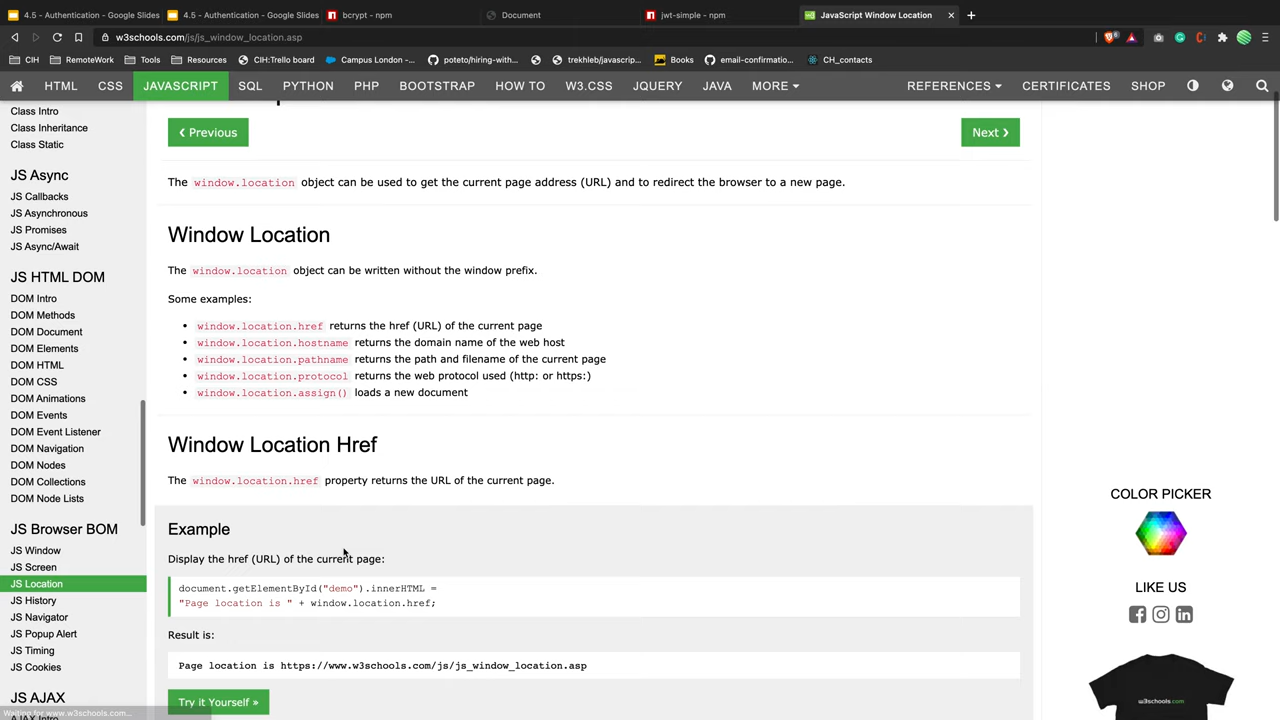 4.5 - Authentication - Google Slides
4.5 - Authentication - Google Slides
bcrypt - npm
Document
jwt-simple - npm
JavaScript Window Location
w3schools.com/js/js_window_location.asp
CIH
RemoteWork
Tools
Resources
CIH:Trello board
Campus London -...
poteto/hiring-with...
trekhleb/javascrip...
Books
email-confirmatio...
CH_contacts
HTML
CSS
JAVASCRIPT
SQL
PYTHON
PHP
BOOTSTRAP
HOW TO
W3.CSS
JQUERY
JAVA
MORE
REFERENCES
CERTIFICATES
SHOP
Class Intro
Class Inheritance
Class Static
JS Async
JS Callbacks
JS Asynchronous
JS Promises
JS Async/Await
JS HTML DOM
DOM Intro
DOM Methods
DOM Document
DOM Elements
DOM HTML
DOM CSS
DOM Animations
DOM Events
DOM Event Listener
DOM Navigation
DOM Nodes
DOM Collections
DOM Node Lists
JS Browser BOM
JS Window
JS Screen
JS Location
JS History
JS Navigator
JS Popup Alert
JS Timing
JS Cookies
JS AJAX
Waiting for www.w3schools.com...
❮ Previous
Next ❯
The window.location object can be used to get the current page address (URL) and to redirect the browser to a new page.
Window Location
The window.location object can be written without the window prefix.
Some examples:
• window.location.href returns the href (URL) of the current page
• window.location.hostname returns the domain name of the web host
• window.location.pathname returns the path and filename of the current page
• window.location.protocol returns the web protocol used (http: or https:)
• window.location.assign() loads a new document
Window Location Href
The window.location.href property returns the URL of the current page.
Example
Display the href (URL) of the current page:
document.getElementById("demo").innerHTML =
"Page location is " + window.location.href;
Result is:
Page location is https://www.w3schools.com/js/js_window_location.asp
Try it Yourself »
COLOR PICKER
LIKE US
w3schools.com